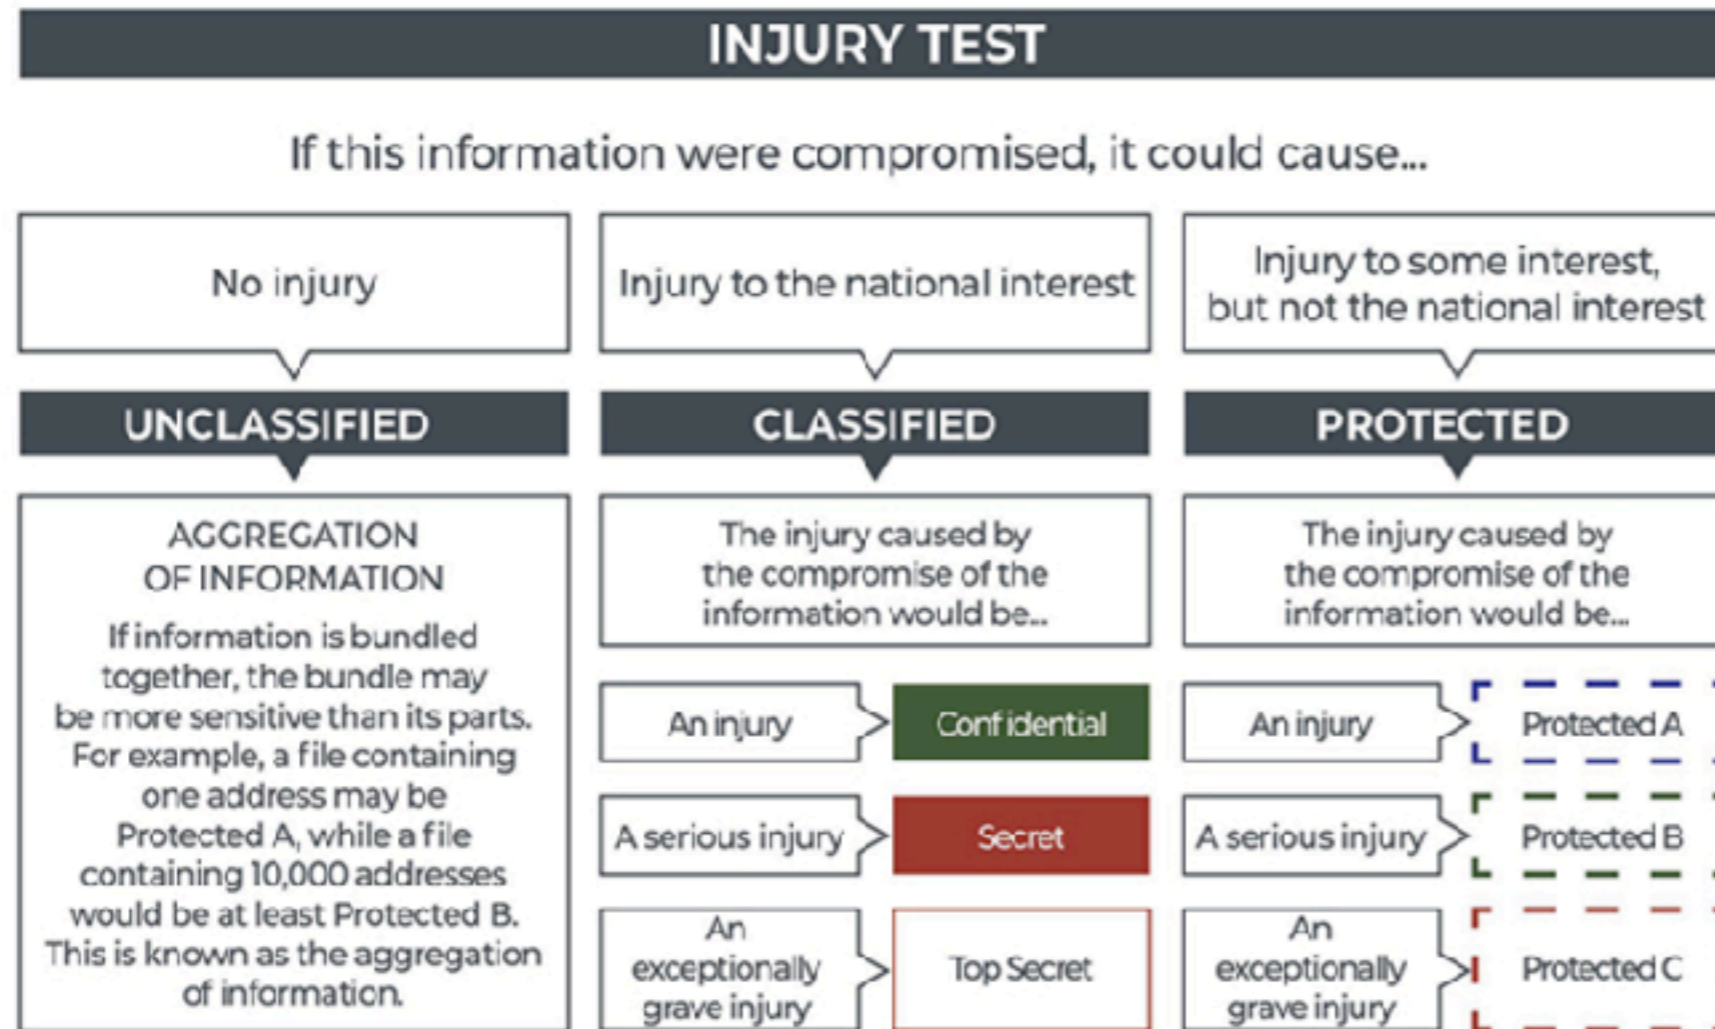 INJURY TEST
If this information were compromised, it could cause...
No injury
UNCLASSIFIED
AGGREGATION
OF INFORMATION
If information is bundled
together, the bundle may
be more sensitive than its parts.
For example, a file containing
one address may be
Protected A, while a file
containing 10,000 addresses
would be at least Protected B.
This is known as the aggregation
of information.
Injury to the national interest
CLASSIFIED
The injury caused by
the compromise of the
information would be...
An injury
Confidential
A serious injury
Secret
An
exceptionally
grave injury
Top Secret
Injury to some interest,
but not the national interest
PROTECTED
The injury caused by
the compromise of the
information would be...
An injury
Protected A
A serious injury
Protected B
An
exceptionally
grave injury
Protected C